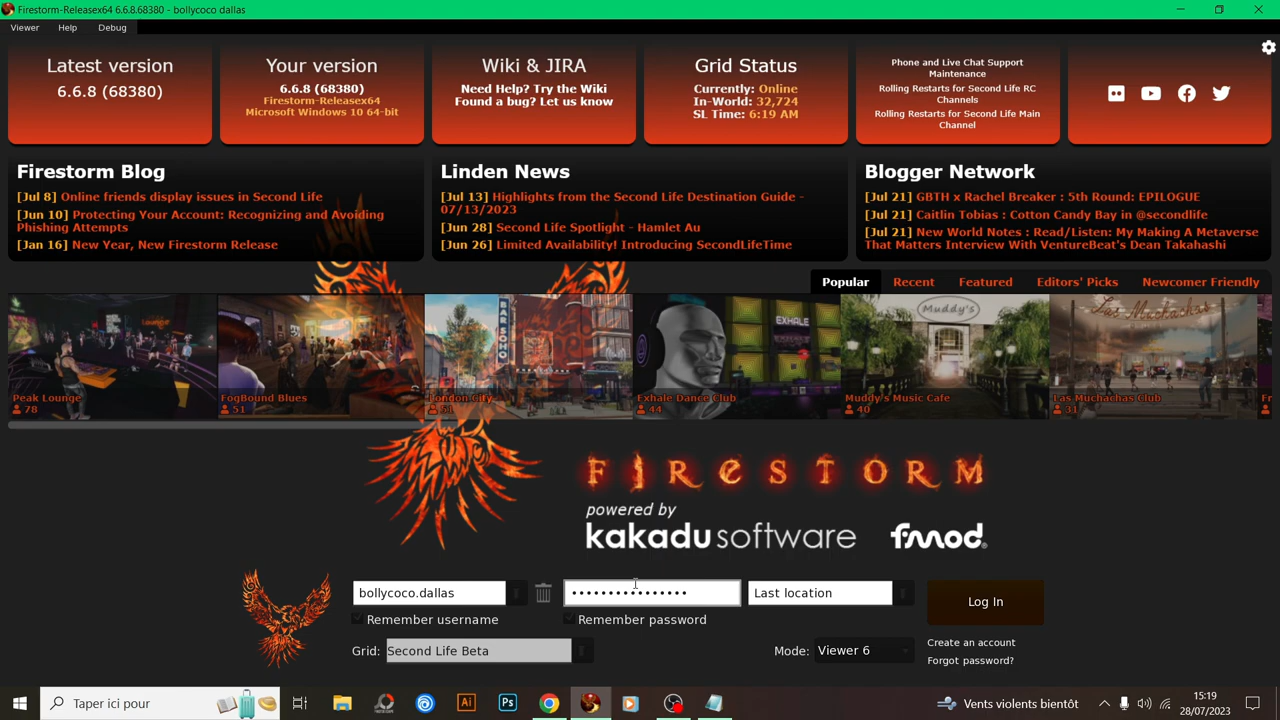 Firestorm-Releasex64 6.6.8.68380 - bollycoco dallas
Viewer Help Debug
Latest version
6.6.8 (68380)
Your version
6.6.8 (68380)
Firestorm-Releasex64
Microsoft Windows 10 64-bit
Wiki & JIRA
Need Help? Try the Wiki
Found a bug? Let us know
Grid Status
Currently: Online
In-World: 32,724
SL Time: 6:19 AM
Phone and Live Chat Support
Maintenance
Rolling Restarts for Second Life RC
Channels
Rolling Restarts for Second Life Main
Channel
Firestorm Blog
[Jul 8] Online friends display issues in Second Life
[Jun 10] Protecting Your Account: Recognizing and Avoiding
Phishing Attempts
[Jan 16] New Year, New Firestorm Release
Linden News
[Jul 13] Highlights from the Second Life Destination Guide -
07/13/2023
[Jun 28] Second Life Spotlight - Hamlet Au
[Jun 26] Limited Availability! Introducing SecondLifeTime
Blogger Network
[Jul 21] GBTH x Rachel Breaker : 5th Round: EPILOGUE
[Jul 21] Caitlin Tobias : Cotton Candy Bay in @secondlife
[Jul 21] New World Notes : Read/Listen: My Making A Metaverse
That Matters Interview With VentureBeat's Dean Takahashi
Popular Recent Featured Editors' Picks Newcomer Friendly
Lounge
BAR SOHO
EXHALE
Muddy's
Las Muchachas
Peak Lounge
78
FogBound Blues
51
London City
51
Exhale Dance Club
44
Muddy's Music Cafe
40
Las Muchachas Club
31
Fr
FIRESTORM
powered by
kakadu software fmod
bollycoco.dallas
••••••••••••••••
Last location
Log In
Remember username
Remember password
Create an account
Grid: Second Life Beta
Mode: Viewer 6
Forgot password?
Taper ici pour
Ai
Ps
Vents violents bientôt
15:19
28/07/2023